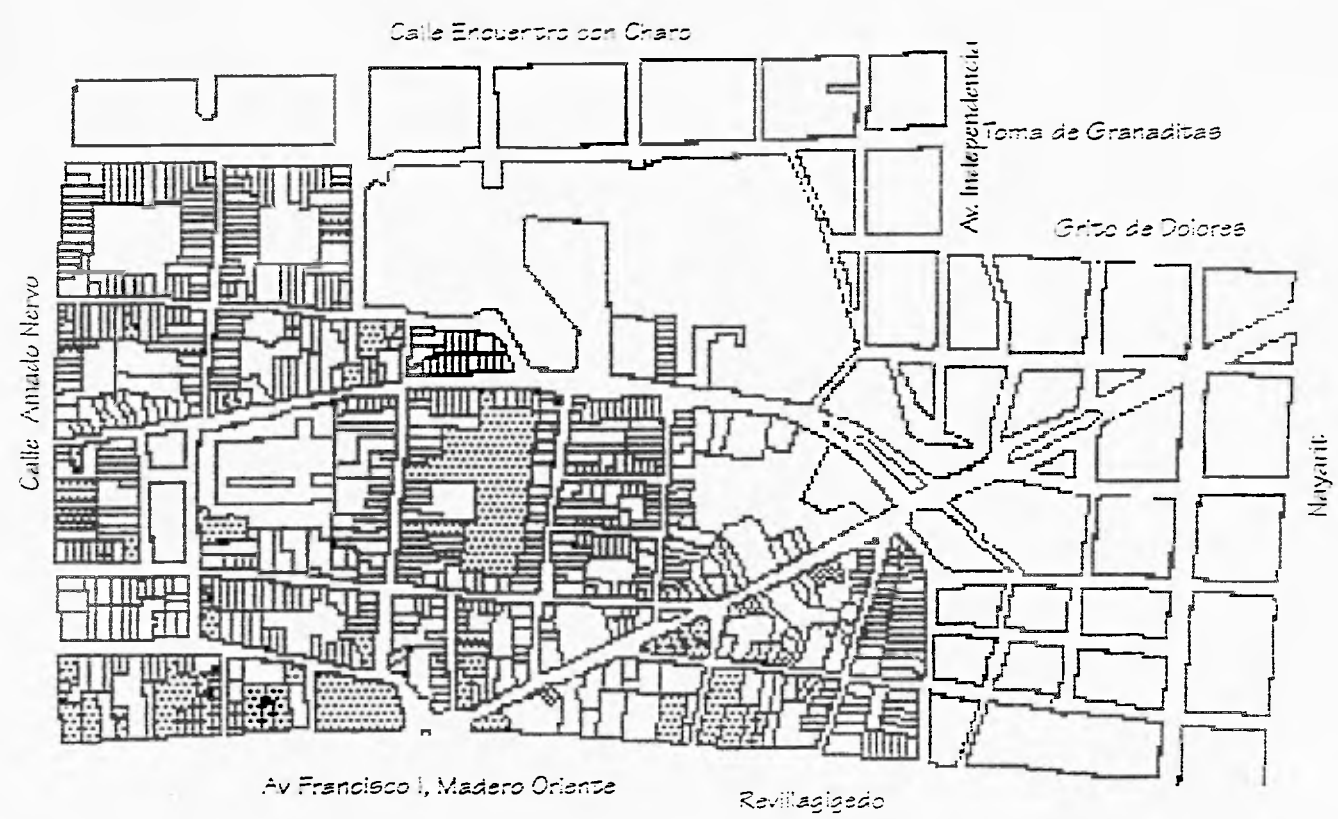 Calle Encuentro con Charo
Av. Independencia
Toma de Granaditas
Grito de Dolores
Calle Amado Nervo
Nayarit
Av Francisco I, Madero Oriente
Revillagigedo